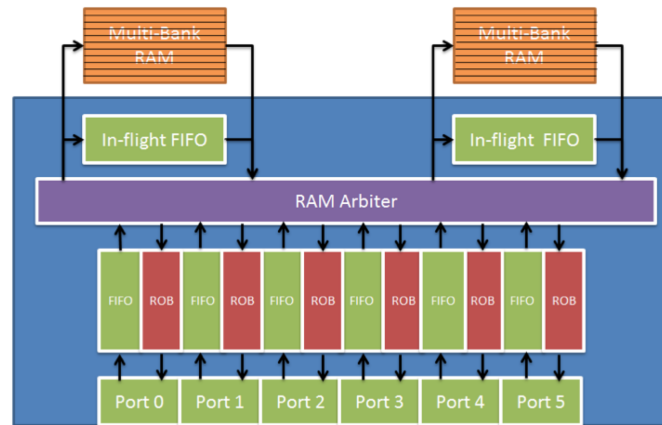 Multi-Bank
RAM
Multi-Bank
RAM
In-flight FIFO
In-flight FIFO
RAM Arbiter
FIFO
ROB
FIFO
ROB
FIFO
ROB
FIFO
ROB
FIFO
ROB
FIFO
ROB
Port 0
Port 1
Port 2
Port 3
Port 4
Port 5